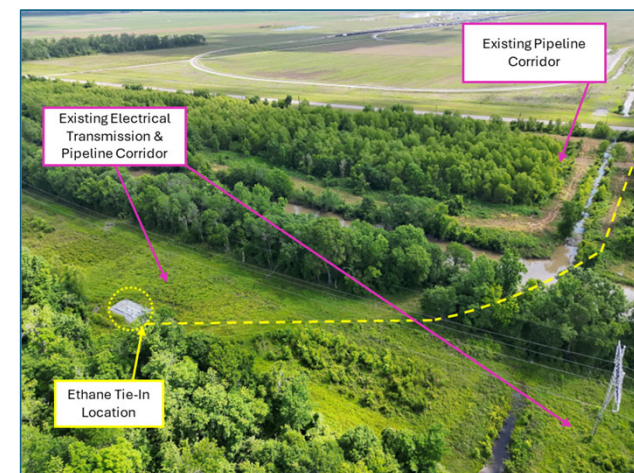 Existing Pipeline
Corridor
Existing Electrical
Transmission &
Pipeline Corridor
Ethane Tie-In
Location